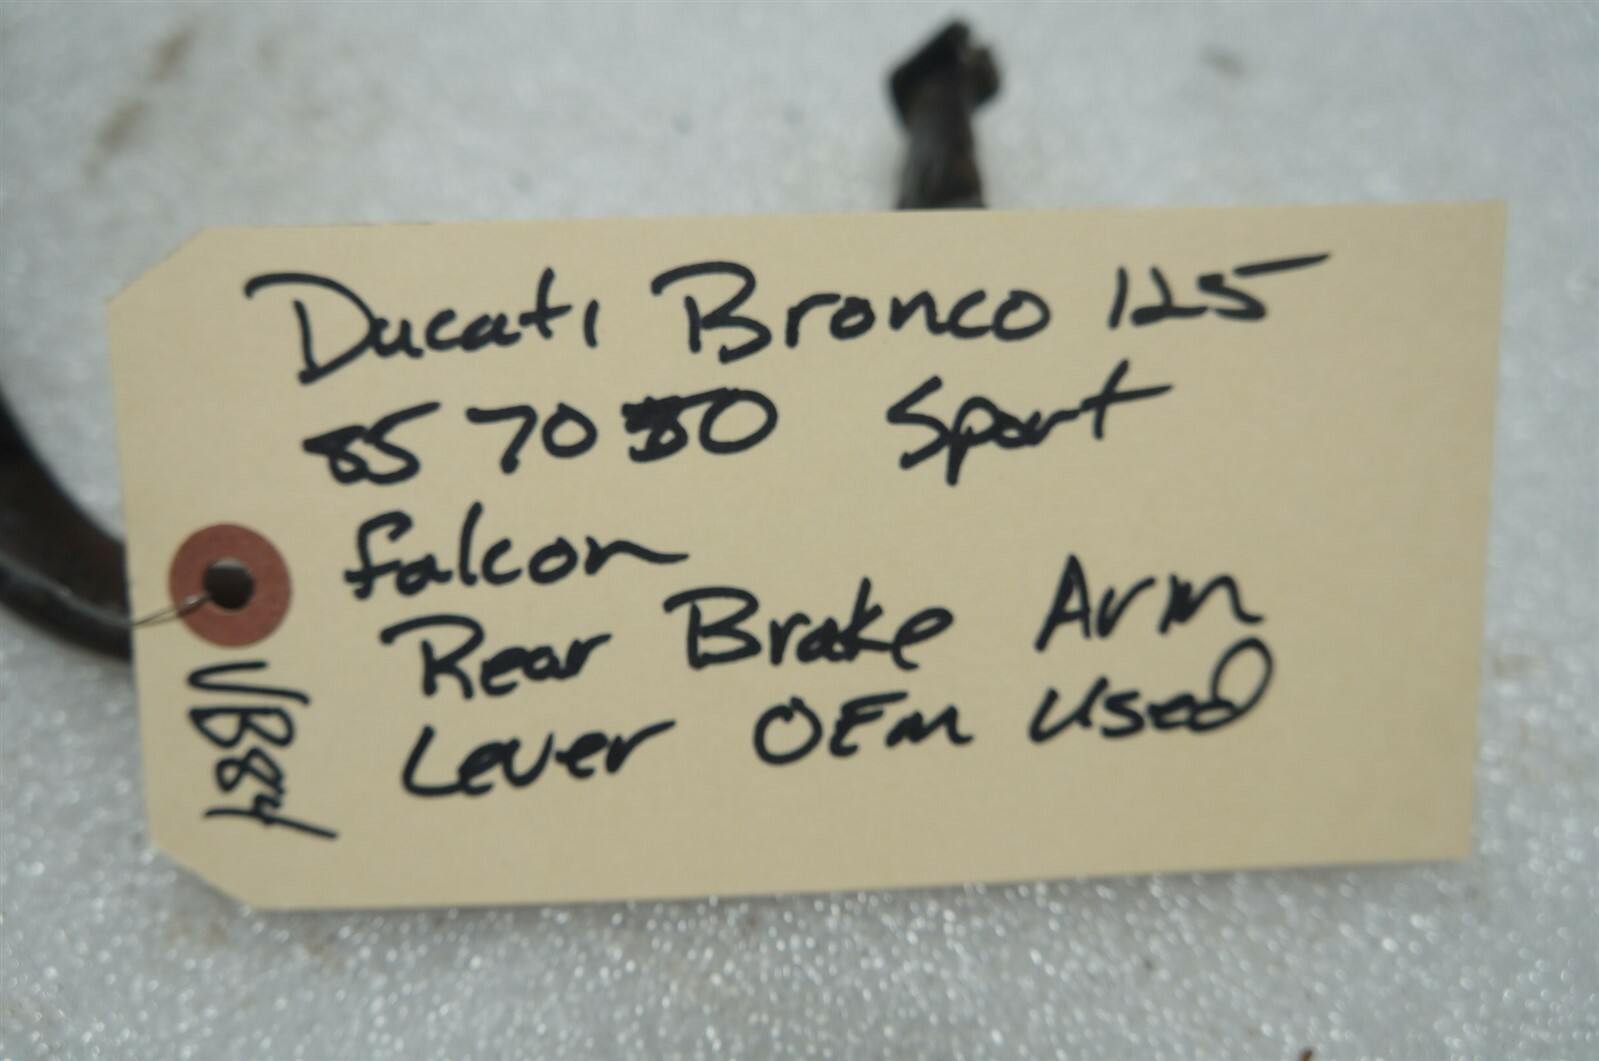 Ducati Bronco 125
85 70 50 Sport
Falcon
Rear Brake Arm
Lever OEM Used
VB84